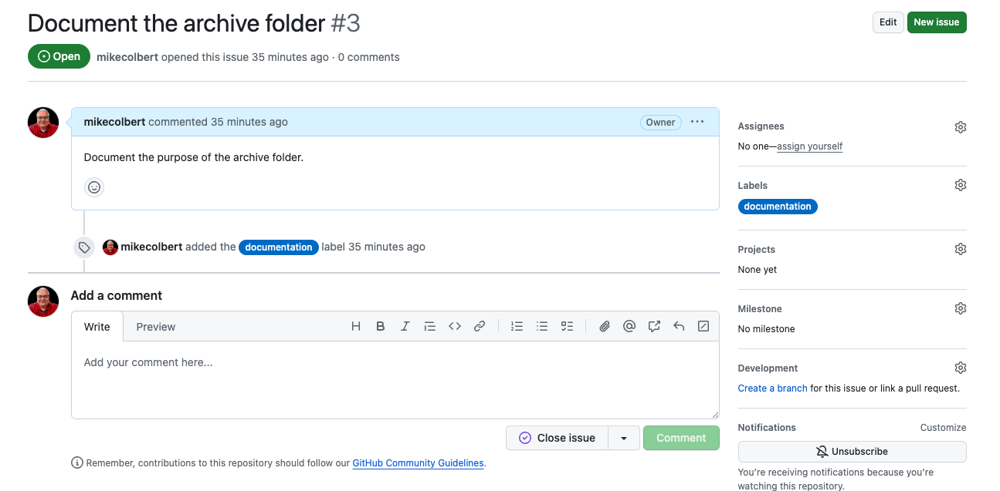 Document the archive folder #3
Edit
New issue
Open
mikecolbert opened this issue 35 minutes ago · 0 comments
mikecolbert commented 35 minutes ago
Owner
Document the purpose of the archive folder.
mikecolbert added the documentation label 35 minutes ago
Add a comment
Write
Preview
Add your comment here...
Close issue
Comment
Remember, contributions to this repository should follow our GitHub Community Guidelines.
Assignees
No one—assign yourself
Labels
documentation
Projects
None yet
Milestone
No milestone
Development
Create a branch for this issue or link a pull request.
Notifications
Customize
Unsubscribe
You’re receiving notifications because you’re
watching this repository.